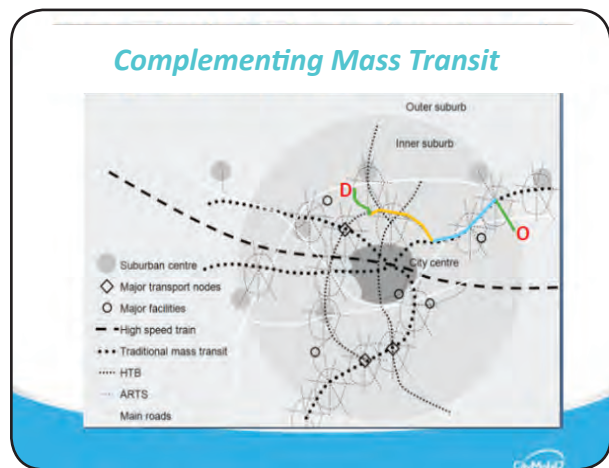 Complementing Mass Transit
Outer suburb
Inner suburb
D
O
City centre
Suburban centre
Major transport nodes
Major facilities
High speed train
Traditional mass transit
HTB
ARTS
Main roads